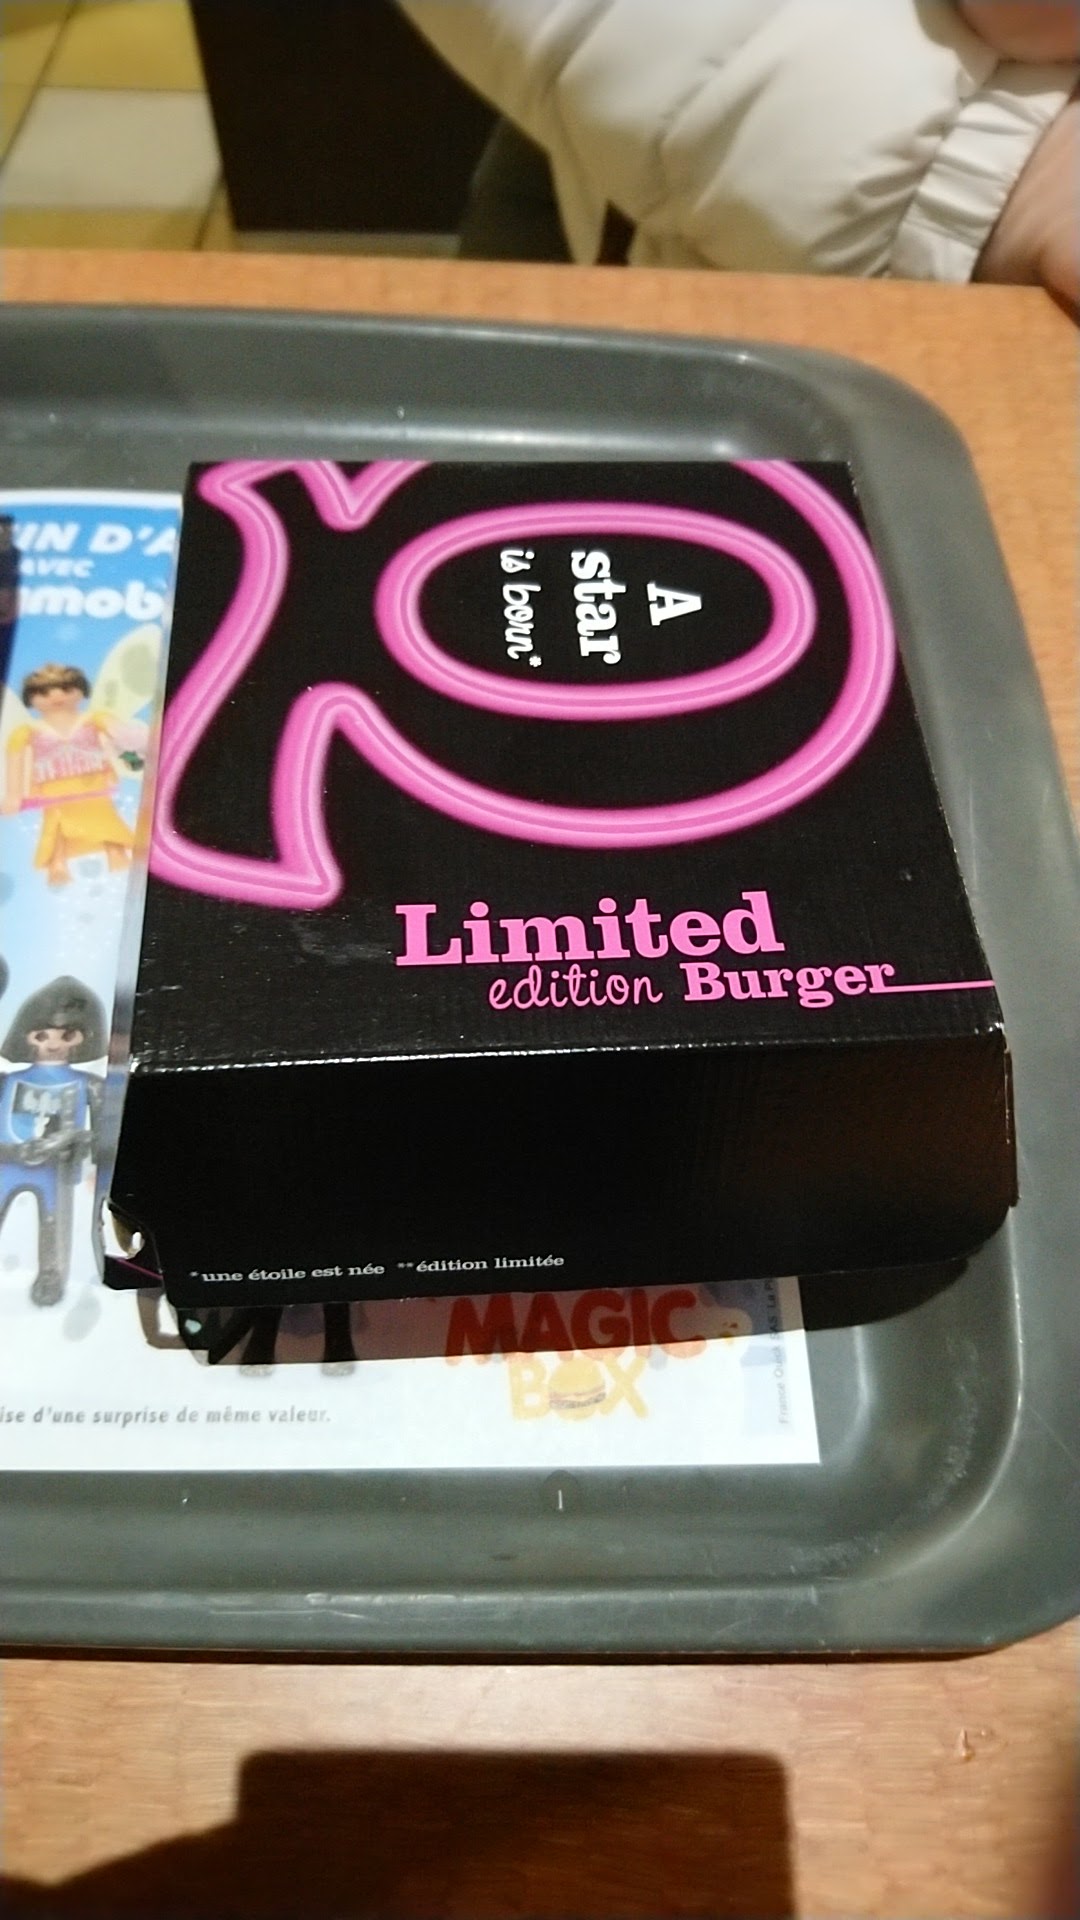 A
star
is born*
Limited
edition Burger
*une étoile est née **édition limitée
AVEC
MAGIC
BOX
d'une surprise de même valeur.